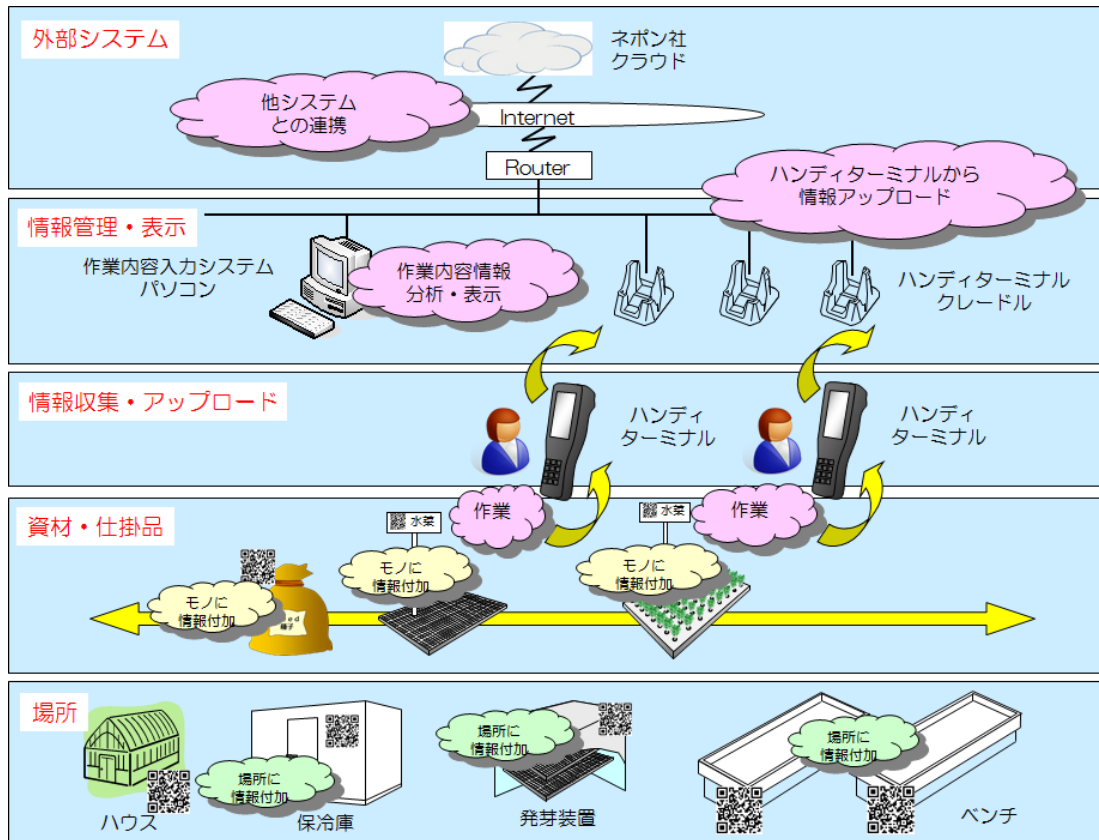 外部システム
ネポン社
クラウド
他システム
との連携
Internet
Router
ハンディターミナルから
情報アップロード
情報管理・表示
作業内容入力システム
パソコン
作業内容情報
分析・表示
ハンディターミナル
クレードル
情報収集・アップロード
ハンディ
ターミナル
ハンディ
ターミナル
資材・仕掛品
作業
作業
水菜
水菜
モノに
情報付加
モノに
情報付加
モノに
情報付加
種子
場所
場所に
情報付加
場所に
情報付加
場所に
情報付加
ハウス
保冷庫
発芽装置
ベンチ